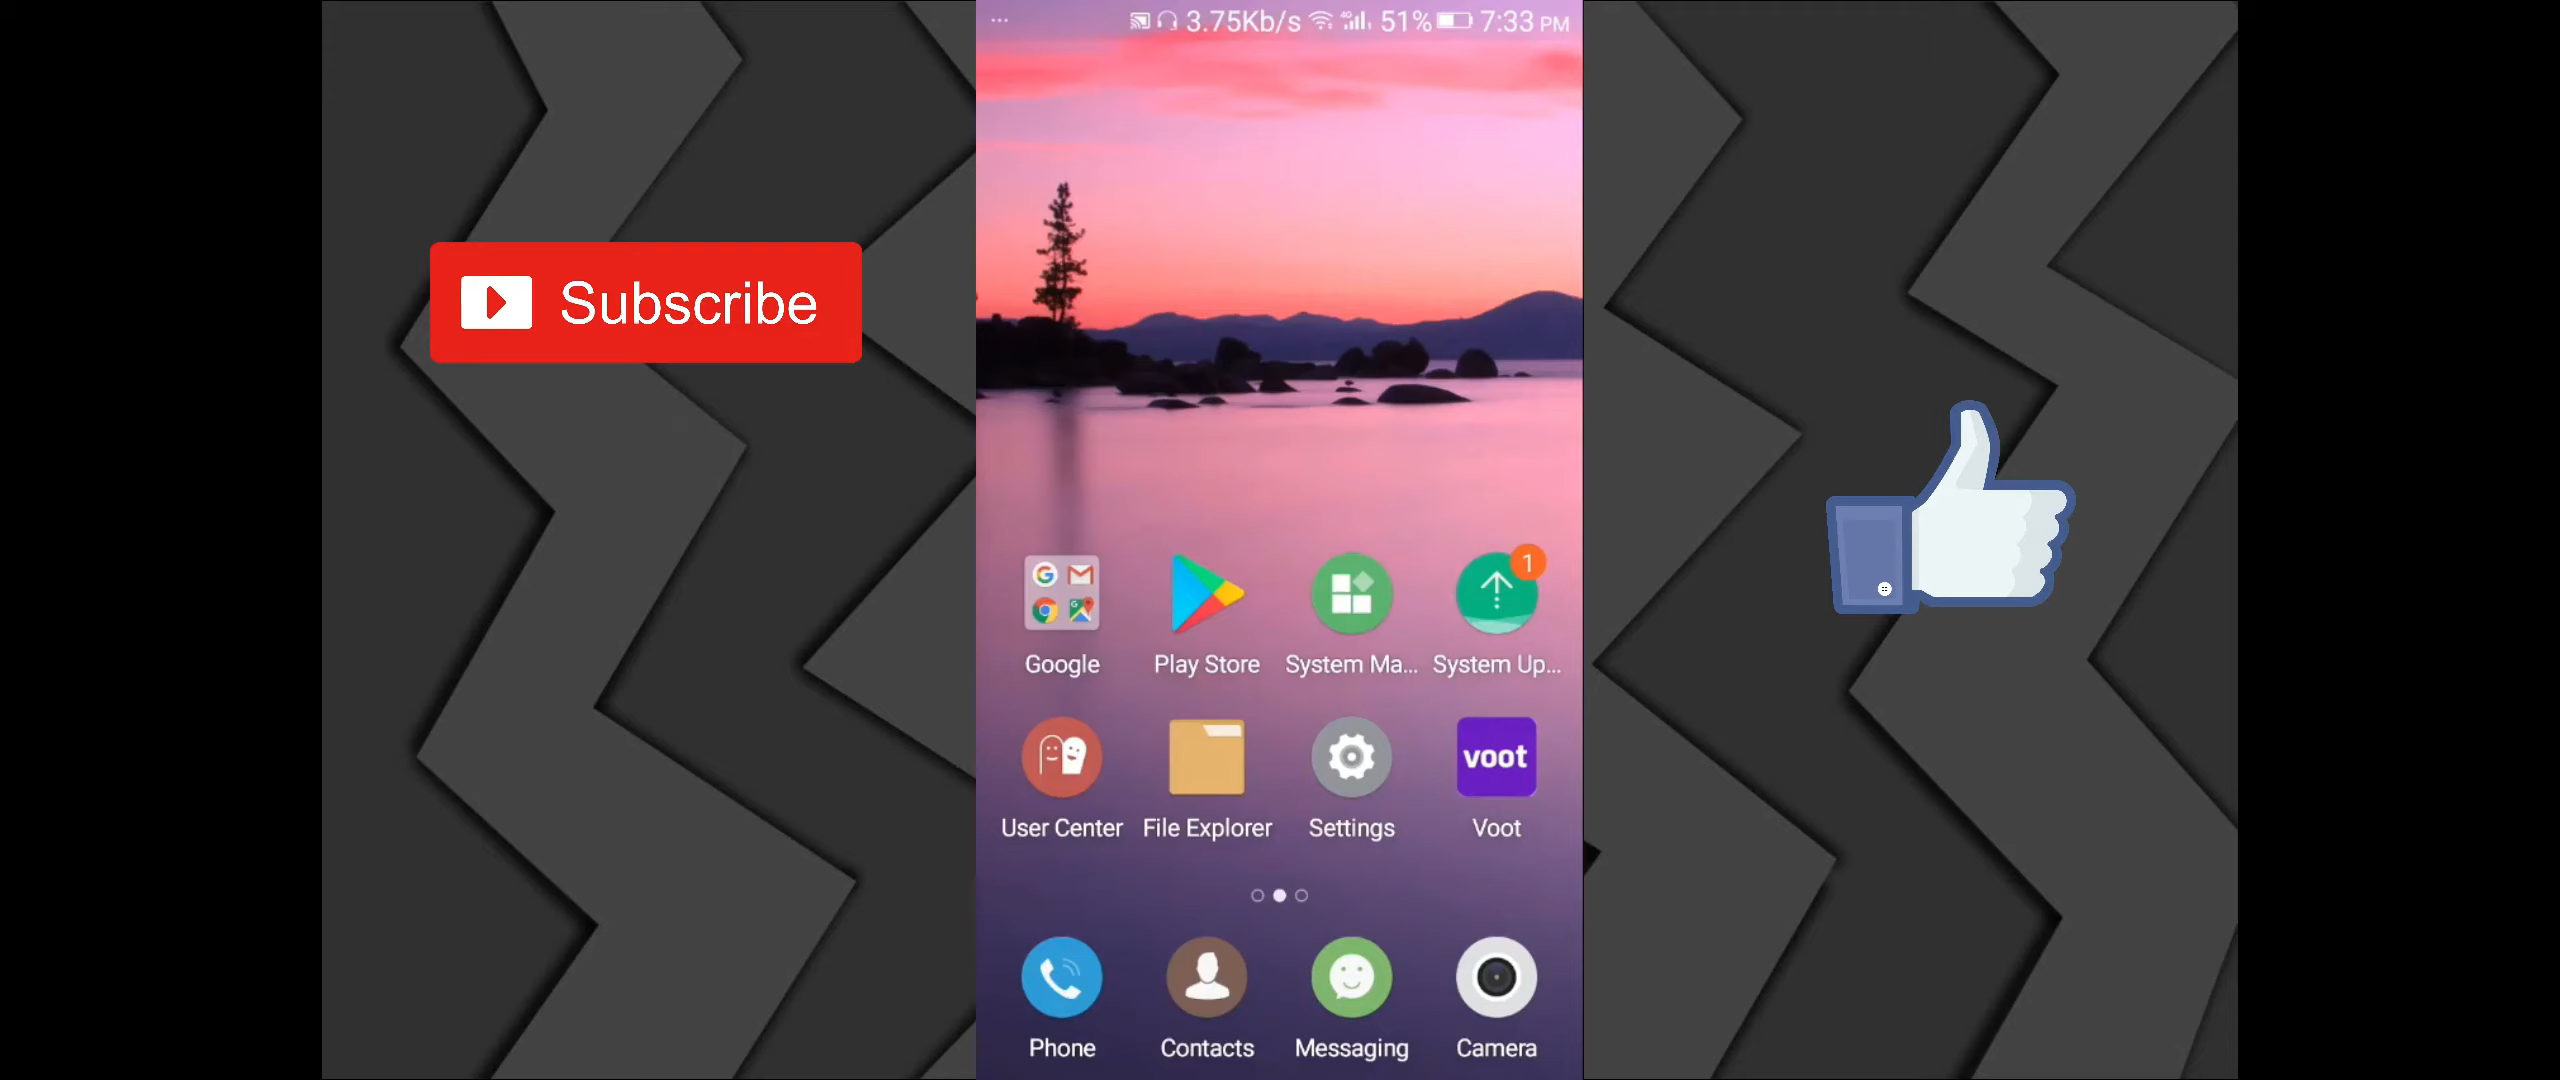 ... 3.75Kb/s 4G 51% 7:33 PM
Subscribe
1
Google Play Store System Ma... System Up...
voot
User Center File Explorer Settings Voot
Phone Contacts Messaging Camera